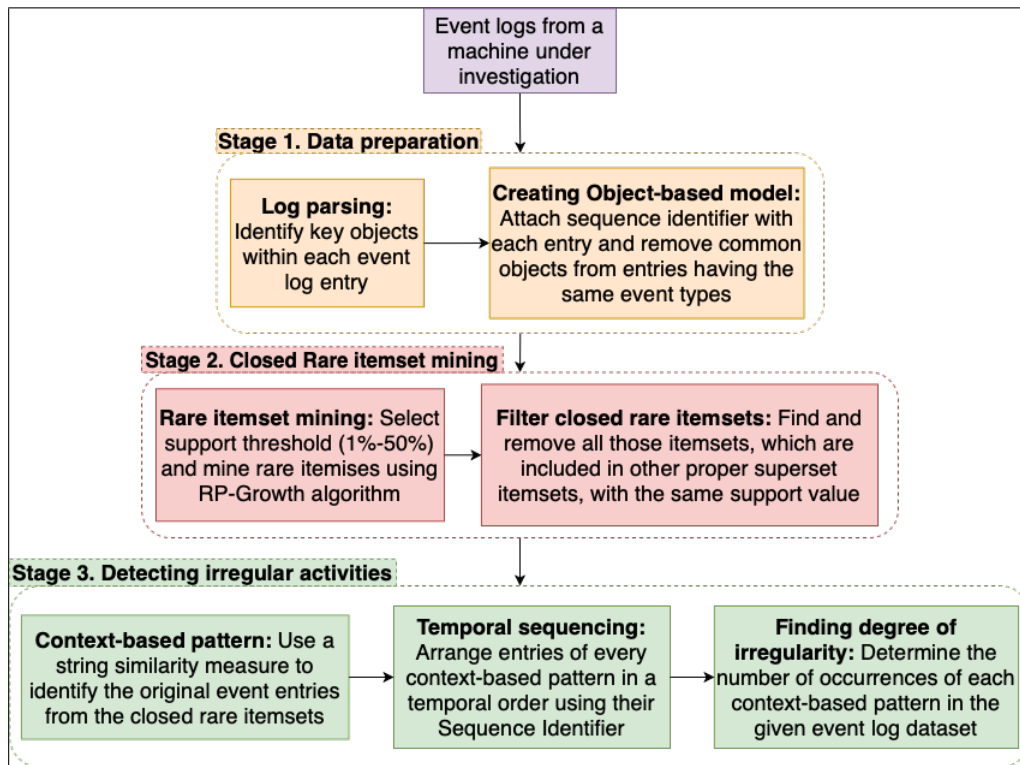 Event logs from a
machine under
investigation
Stage 1. Data preparation
Log parsing:
Identify key objects
within each event
log entry
Creating Object-based model:
Attach sequence identifier with
each entry and remove common
objects from entries having the
same event types
Stage 2. Closed Rare itemset mining
Rare itemset mining: Select
support threshold (1%-50%)
and mine rare itemises using
RP-Growth algorithm
Filter closed rare itemsets: Find and
remove all those itemsets, which are
included in other proper superset
itemsets, with the same support value
Stage 3. Detecting irregular activities
Context-based pattern: Use a
string similarity measure to
identify the original event entries
from the closed rare itemsets
Temporal sequencing:
Arrange entries of every
context-based pattern in a
temporal order using their
Sequence Identifier
Finding degree of
irregularity: Determine the
number of occurrences of each
context-based pattern in the
given event log dataset